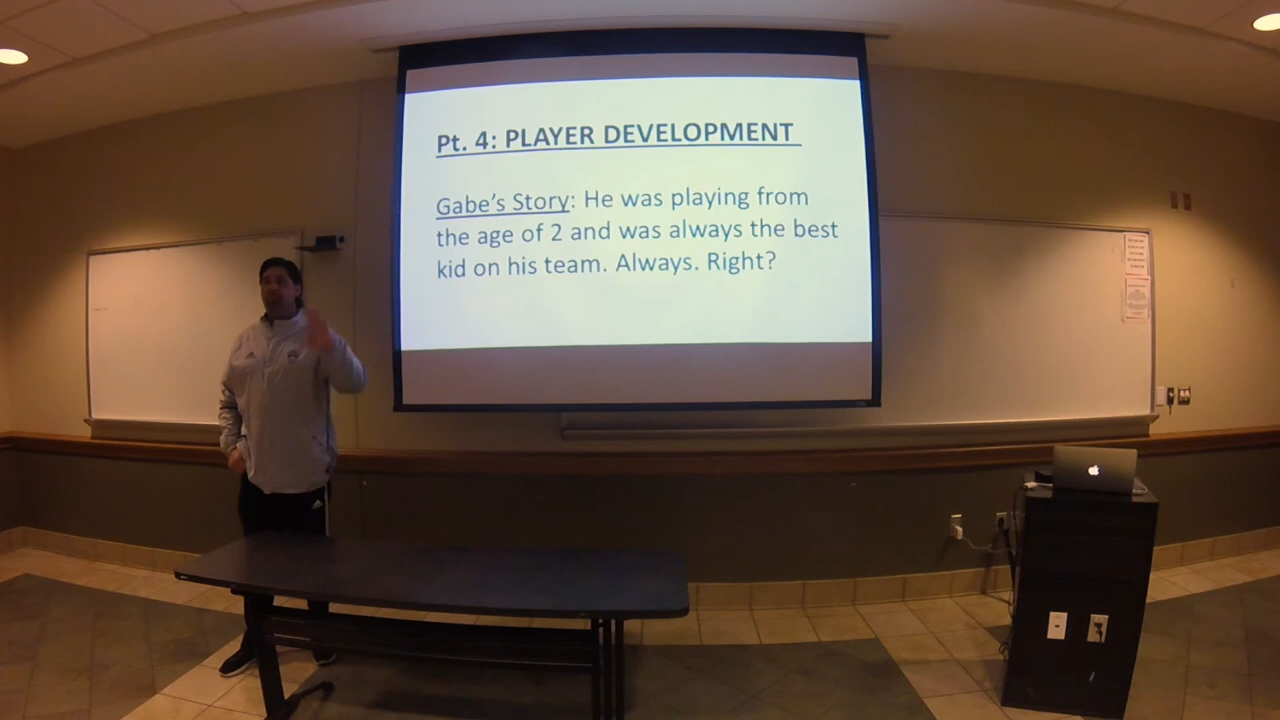 Pt. 4: PLAYER DEVELOPMENT
Gabe's Story: He was playing from
the age of 2 and was always the best
kid on his team. Always. Right?